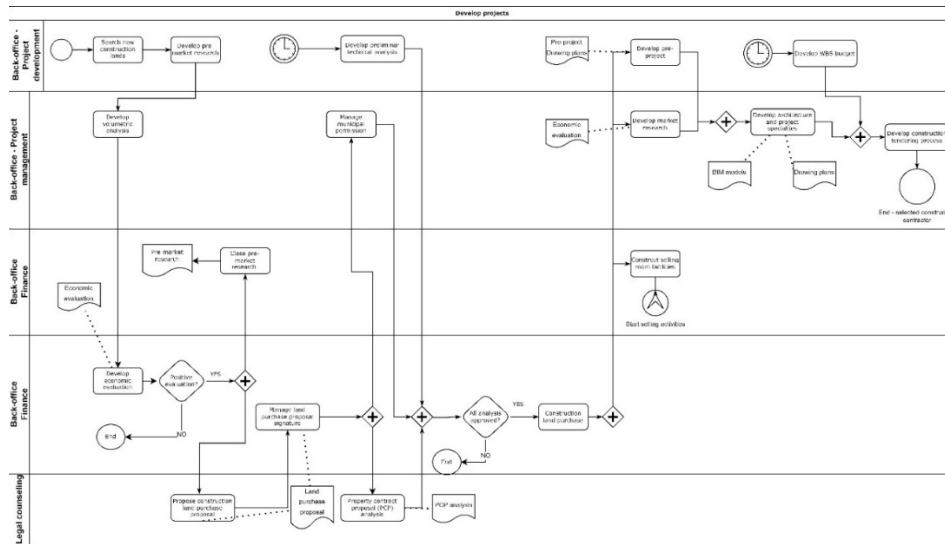 Develop projects
Back-office -
Project
development
Search new
construction
lands
Develop pre
market research
Develop preliminar
technical analysis
Pre project
Drawing plans
Develop pre-
project
Develop WBS budget
Back-office - Project
management
Develop
volumetric
analysis
Manage
municipal
permission
Economic
evaluation
Develop market
research
Develop architecture
and project
specialties
Develop construction
tendering process
BIM models
Drawing plans
End - selected construct
contractor
Back-office
Finance
Pre market
research
Close pre-
market
research
Construct selling
room facilities
Start selling activities
Economic
evaluation
Back-office
Finance
Develop
economic
evaluation
Positive
evaluation?
YES
NO
End
Manage land
purchase proposal
signature
All analysis
approved?
YES
NO
End
Construction
land purchase
Legal counseling
Propose construction
land purchase
proposal
Land
purchase
proposal
Property contract
proposal (PCP)
analysis
PCP analysis